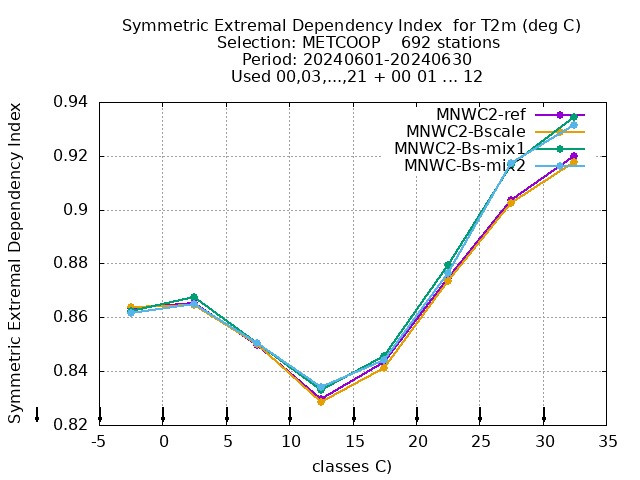 Symmetric Extremal Dependency Index  for T2m (deg C)
Selection: METCOOP    692 stations
Period: 20240601-20240630
Used 00,03,...,21 + 00 01 ... 12
Symmetric Extremal Dependency Index
0.94
0.92
0.9
0.88
0.86
0.84
0.82
MNWC2-ref
MNWC2-Bscale
MNWC2-Bs-mix1
MNWC-Bs-mix2
-5 0 5 10 15 20 25 30 35
classes C)